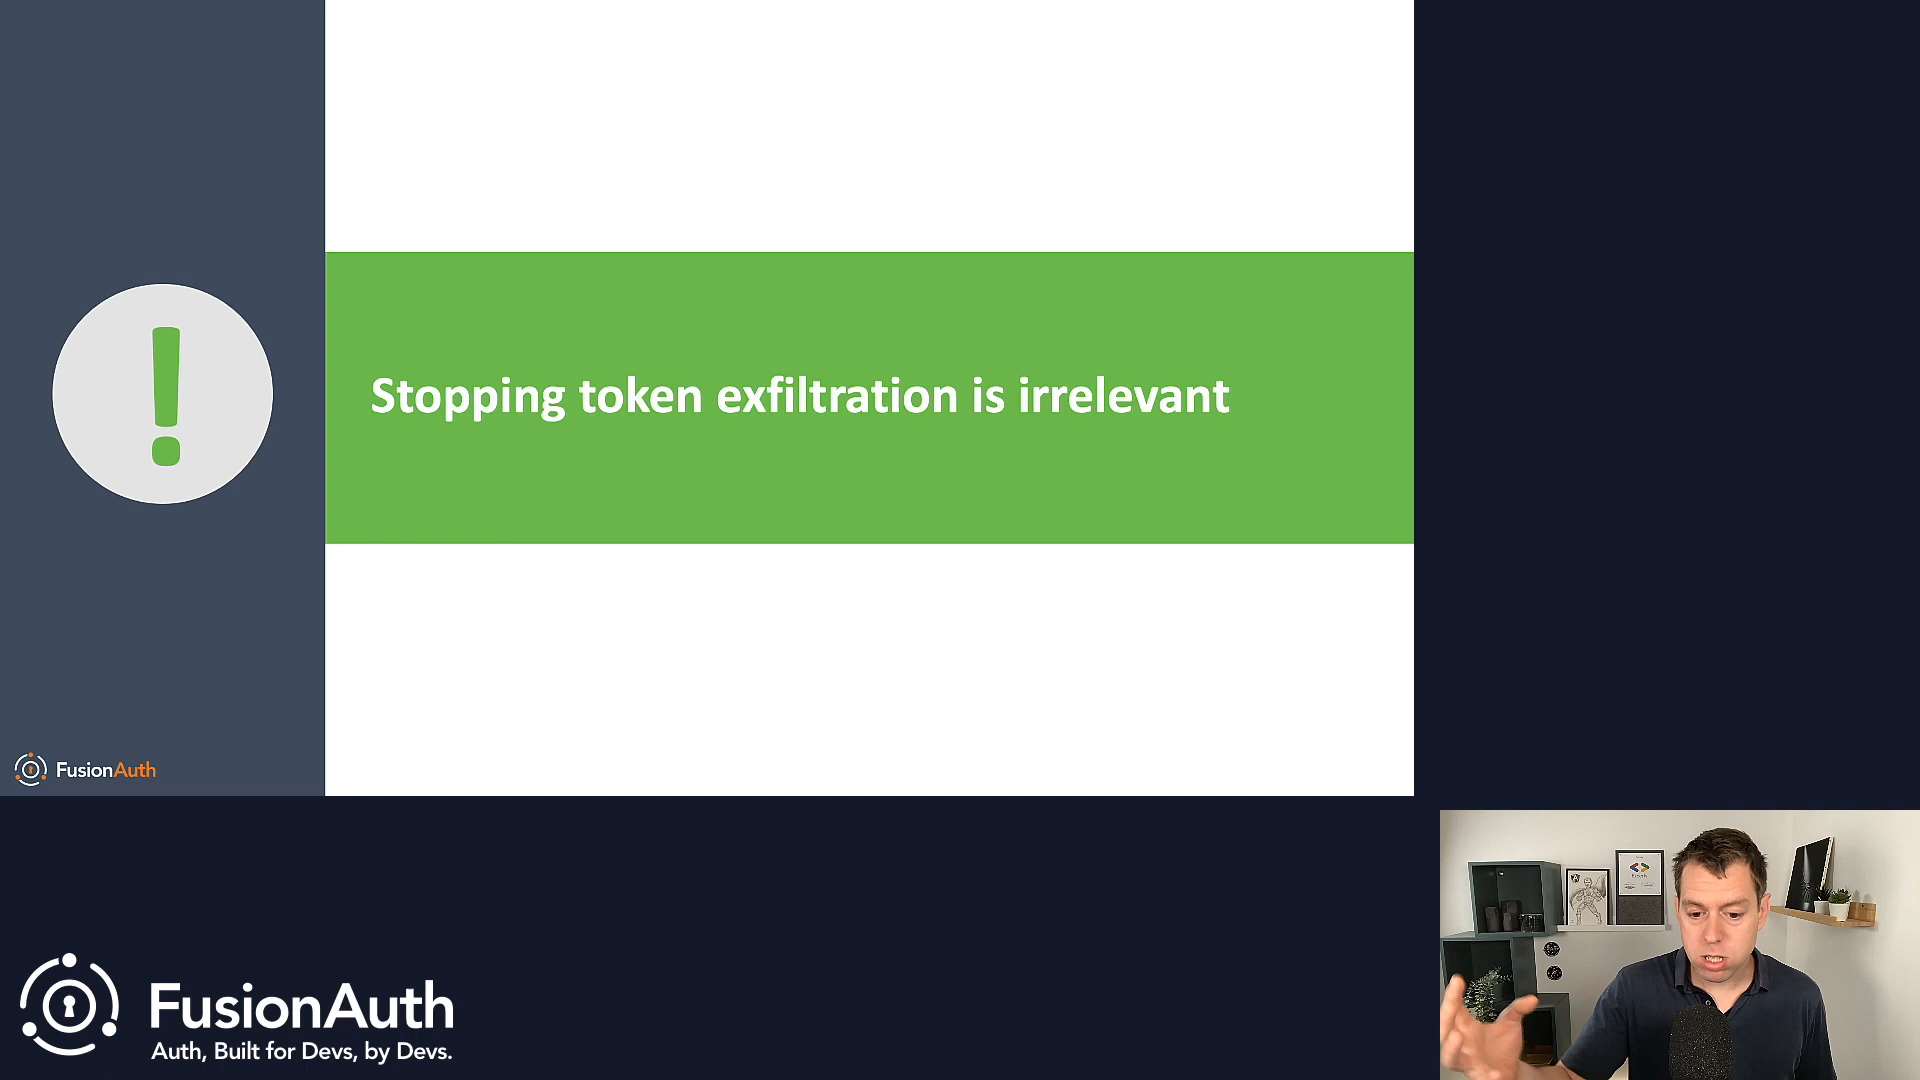 !
Stopping token exfiltration is irrelevant
FusionAuth
FusionAuth
Auth, Built for Devs, by Devs.